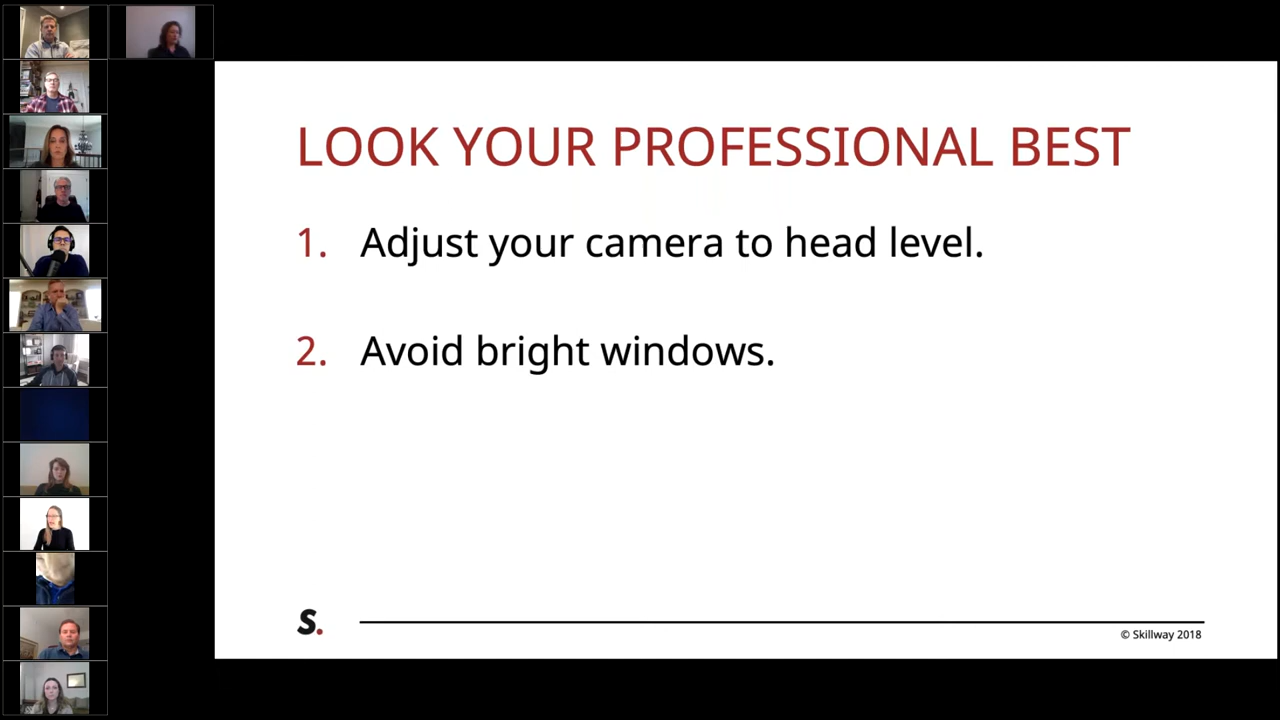 LOOK YOUR PROFESSIONAL BEST
1. Adjust your camera to head level.
2. Avoid bright windows.
S.
© Skillway 2018